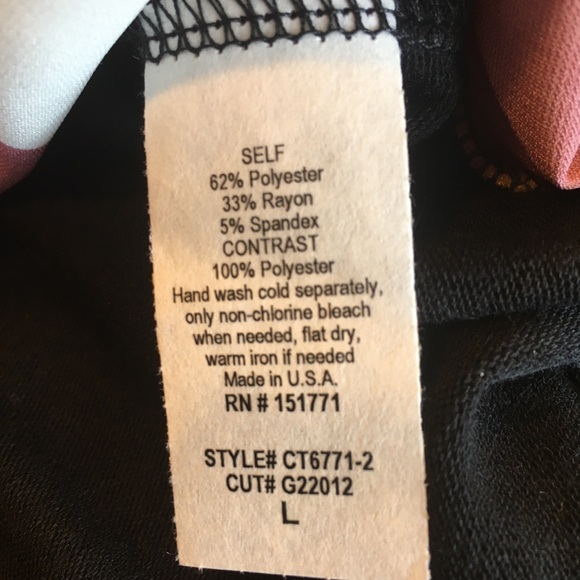 SELF
62% Polyester
33% Rayon
5% Spandex
CONTRAST
100% Polyester
Hand wash cold separately,
only non-chlorine bleach
when needed, flat dry,
warm iron if needed
Made in U.S.A.
RN # 151771
STYLE# CT6771-2
CUT# G22012
L